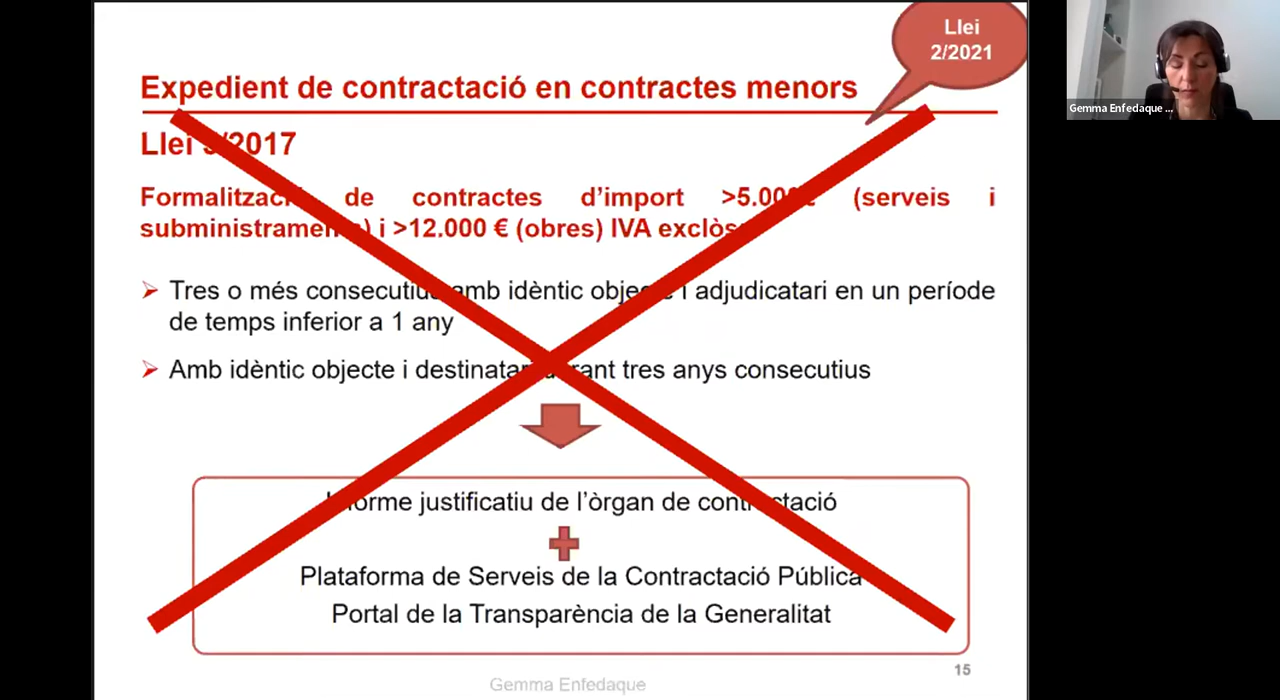 Llei
2/2021
Expedient de contractació en contractes menors
Llei 2017
Formalització de contractes d’import >5.000 € (serveis i
subministraments) i >12.000 € (obres) IVA exclòs
Tres o més consecutius amb idèntic objecte i adjudicatari en un període
de temps inferior a 1 any
Amb idèntic objecte i destinatari durant tres anys consecutius
Informe justificatiu de l’òrgan de contractació
Plataforma de Serveis de la Contractació Pública
Portal de la Transparència de la Generalitat
15
Gemma Enfedaque
Gemma Enfedaque ...